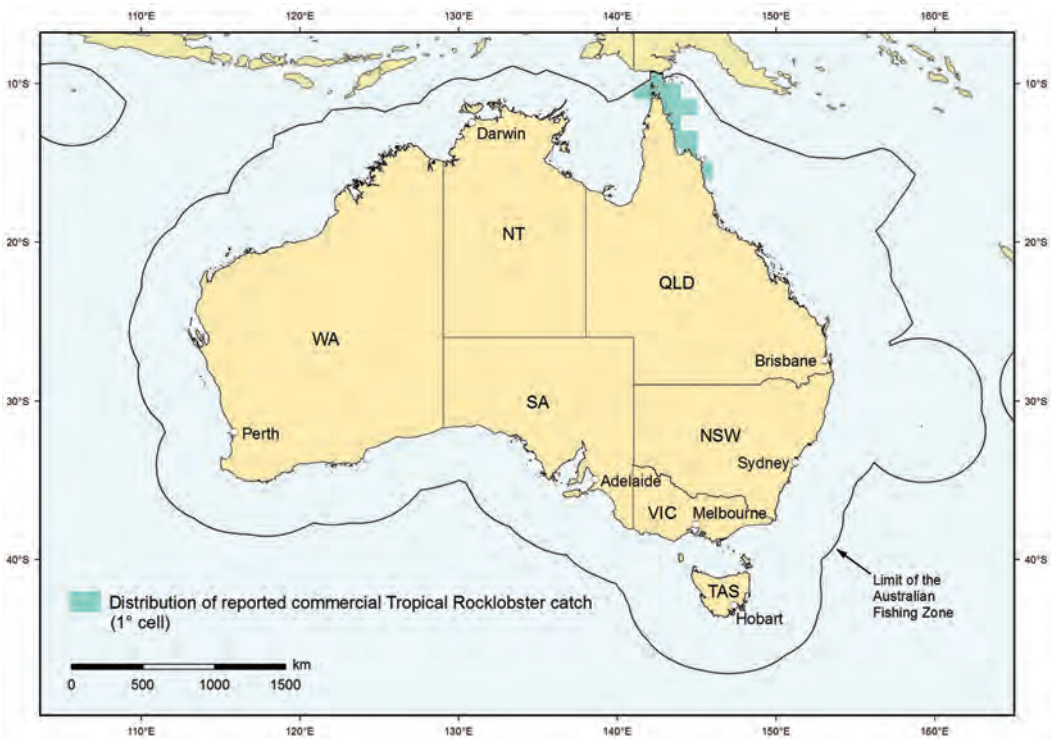 110°E 120°E 130°E 140°E 150°E 160°E
10°S 10°S
Darwin
20°S 20°S
NT
QLD
WA
Brisbane
30°S 30°S
SA
NSW
Perth
Sydney
Adelaide
VIC Melbourne
40°S 40°S
Limit of the
Australian
Fishing Zone
TAS
Hobart
Distribution of reported commercial Tropical Rocklobster catch
(1° cell)
km
0 500 1000 1500
110°E 120°E 130°E 140°E 150°E 160°E